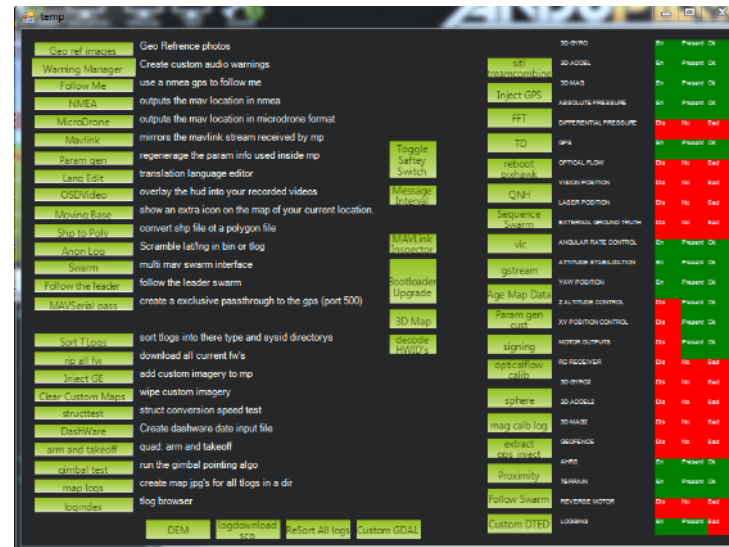 temp
Geo ref images Geo Refrence photos
Warning Manager Create custom audio warnings
Follow Me use a nmea gps to follow me
NMEA outputs the mav location in nmea
MicroDrone outputs the mav location in microdrone format
Mavlink mirrors the mavlink stream received by mp
Param gen regenerage the param info used inside mp
Lang Edit translation language editor
OSDVideo overlay the hud into your recorded videos
Moving Base show an extra icon on the map of your current location.
Shp to Poly convert shp file ot a polygon file
Anon Log Scramble lat/lng in bin or tlog
Swarm multi mav swarm interface
Follow the leader follow the leader swarm
MAVSerial pass create a exclusive passthrough to the gps (port 500)
Sort TLogs sort tlogs into there type and sysid directorys
np all fw download all current fw's
Inject GE add custom imagery to mp
Clear Custom Maps wipe custom imagery
structtest struct conversion speed test
DashWare Create dashware date input file
arm and takeoff quad. arm and takeoff
gimbal test run the gimbal pointing algo
map logs create map jpg's for all tlogs in a dir
logindex tlog browser
DEM
logdownload
scp
ReSort All logs
Custom GDAL
Toggle
Saftey
Switch
Message
Interval
MAVLink
Inspector
Bootloader
Upgrade
3D Map
decode
HWID's
sitl
treamcombine
Inject GPS
FFT
TD
reboot
pixhawk
QNH
Sequence
Swarm
vlc
gstream
Age Map Data
Param gen
cust
signing
opticalflow
calib
sphere
mag calb log
extract
gps_inject
Proximity
Follow Swarm
Custom DTED
3D GYRO En Present Ok
3D ACCEL En Present Ok
3D MAG En Present Ok
ABSOLUTE PRESSURE En Present Ok
DIFFERENTIAL PRESSURE Dis No Bad
GPS En Present Ok
OPTICAL FLOW Dis No Bad
VISION POSITION Dis No Bad
LASER POSITION Dis No Bad
EXTERNAL GROUND TRUTH Dis No Bad
ANGULAR RATE CONTROL En Present Ok
ATTITUDE STABILIZATION En Present Ok
YAW POSITION En Present Ok
Z ALTITUDE CONTROL Dis Present Ok
XY POSITION CONTROL Dis Present Ok
MOTOR OUTPUTS Dis Present Ok
RC RECEIVER Dis No Bad
3D GYRO2 Dis No Bad
3D ACCEL2 Dis No Bad
3D MAG2 Dis No Bad
GEOFENCE Dis No Bad
AHRS En Present Ok
TERRAIN En Present Ok
REVERSE MOTOR Dis No Bad
LOGGING En Present Bad